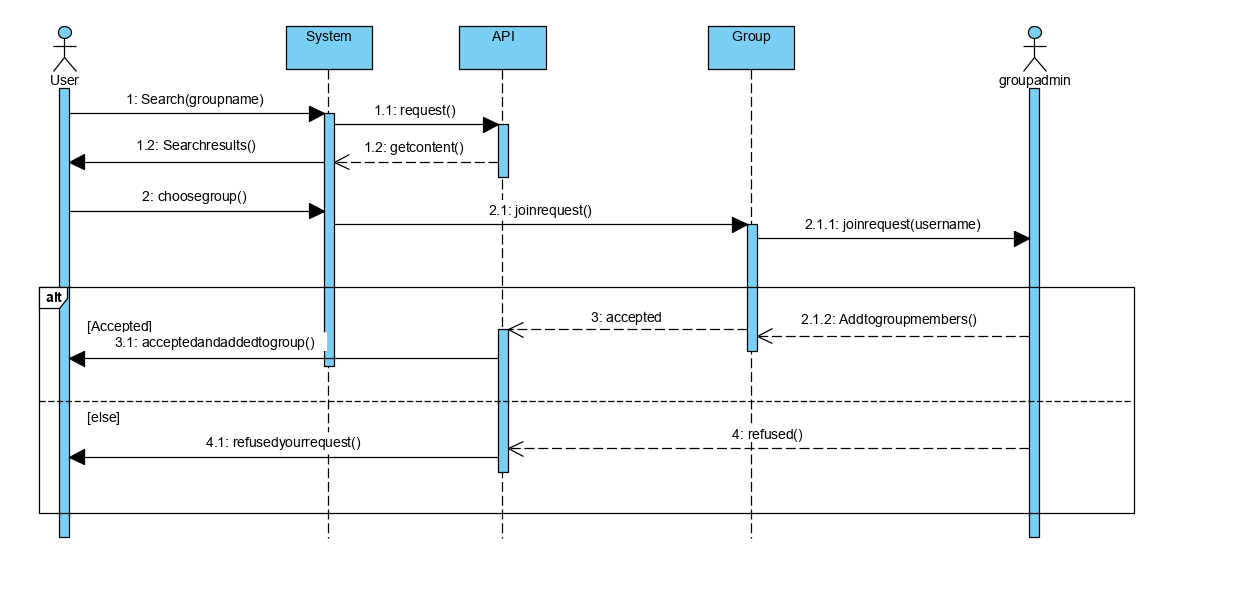 System
API
Group
User
groupadmin
1: Search(groupname)
1.1: request()
1.2: Searchresults()
1.2: getcontent()
2: choosegroup()
2.1: joinrequest()
2.1.1: joinrequest(username)
alt
[Accepted]
3: accepted
2.1.2: Addtogroupmembers()
3.1: acceptedandaddedtogroup()
[else]
4.1: refusedyourrequest()
4: refused()